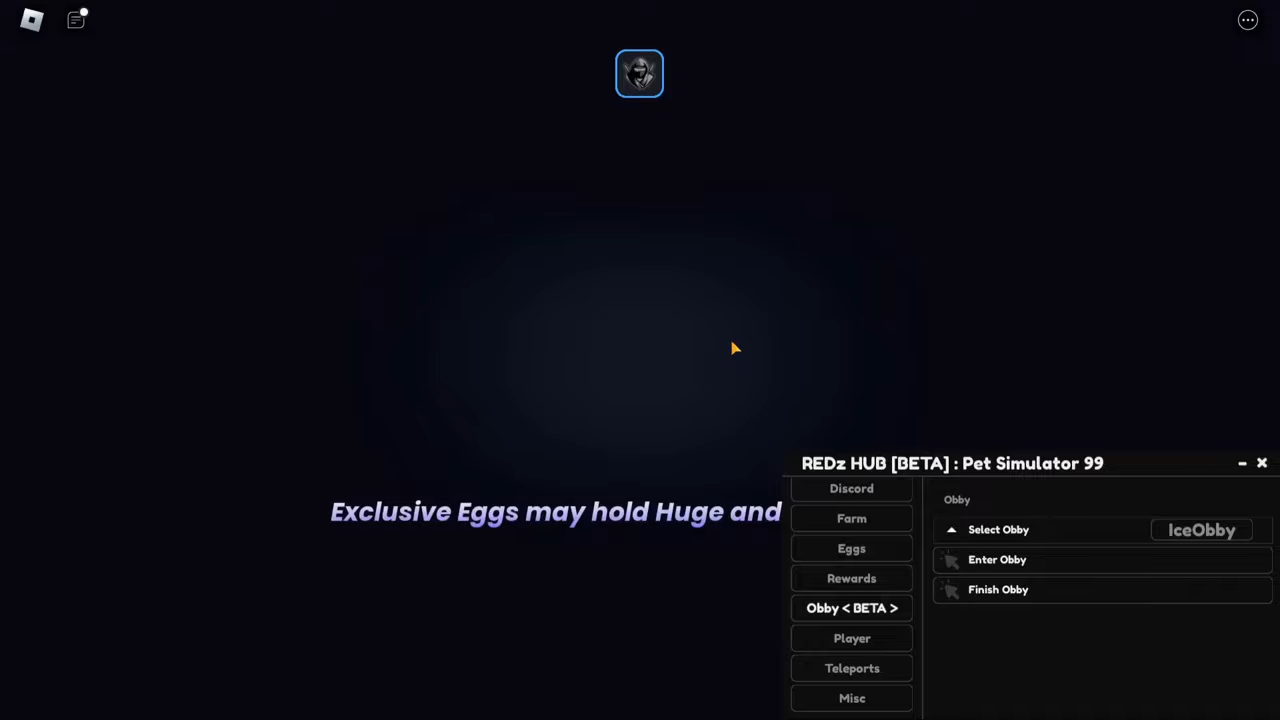 Exclusive Eggs may hold Huge and
REDz HUB [BETA] : Pet Simulator 99
Discord
Farm
Eggs
Rewards
Obby < BETA >
Player
Teleports
Misc
Obby
Select Obby
IceObby
Enter Obby
Finish Obby